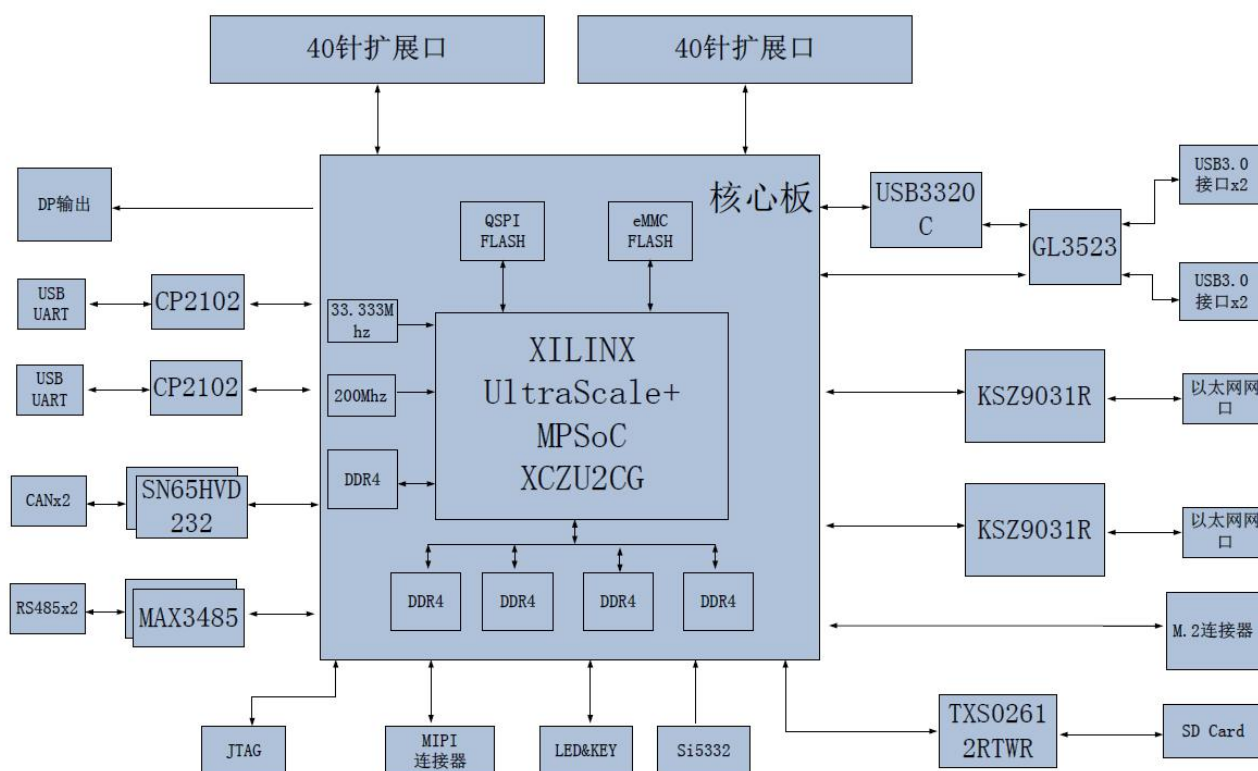 40针扩展口
40针扩展口
核心板
DP输出
QSPI
FLASH
eMMC
FLASH
USB3320
C
GL3523
USB3.0
接口x2
USB3.0
接口x2
USB
UART
CP2102
33.333M
hz
USB
UART
CP2102
200Mhz
XILINX
UltraScale+
MPSoC
XCZU2CG
KSZ9031R
以太网网
口
CANx2
SN65HVD
232
DDR4
KSZ9031R
以太网网
口
RS485x2
MAX3485
DDR4
DDR4
DDR4
DDR4
M.2连接器
JTAG
MIPI
连接器
LED&KEY
Si5332
TXS0261
2RTWR
SD Card